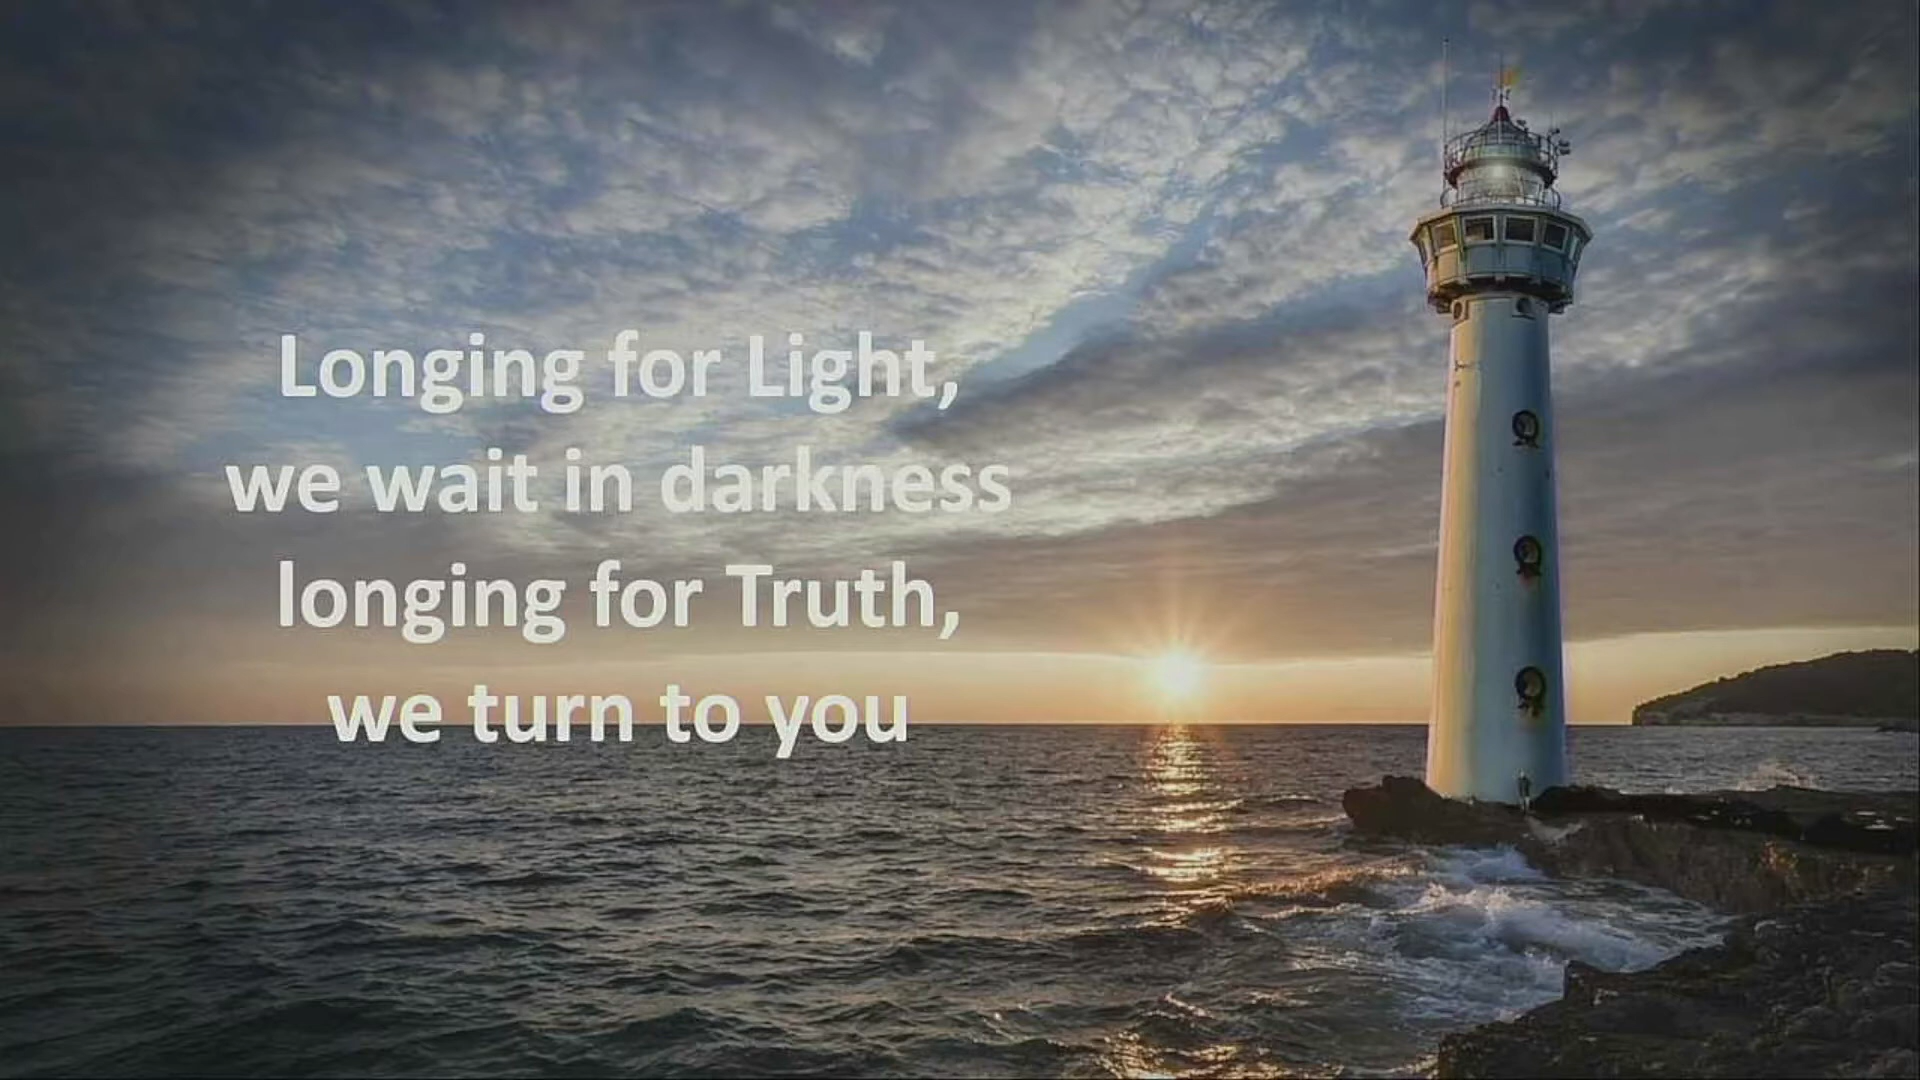 Longing for Light,
we wait in darkness
longing for Truth,
we turn to you